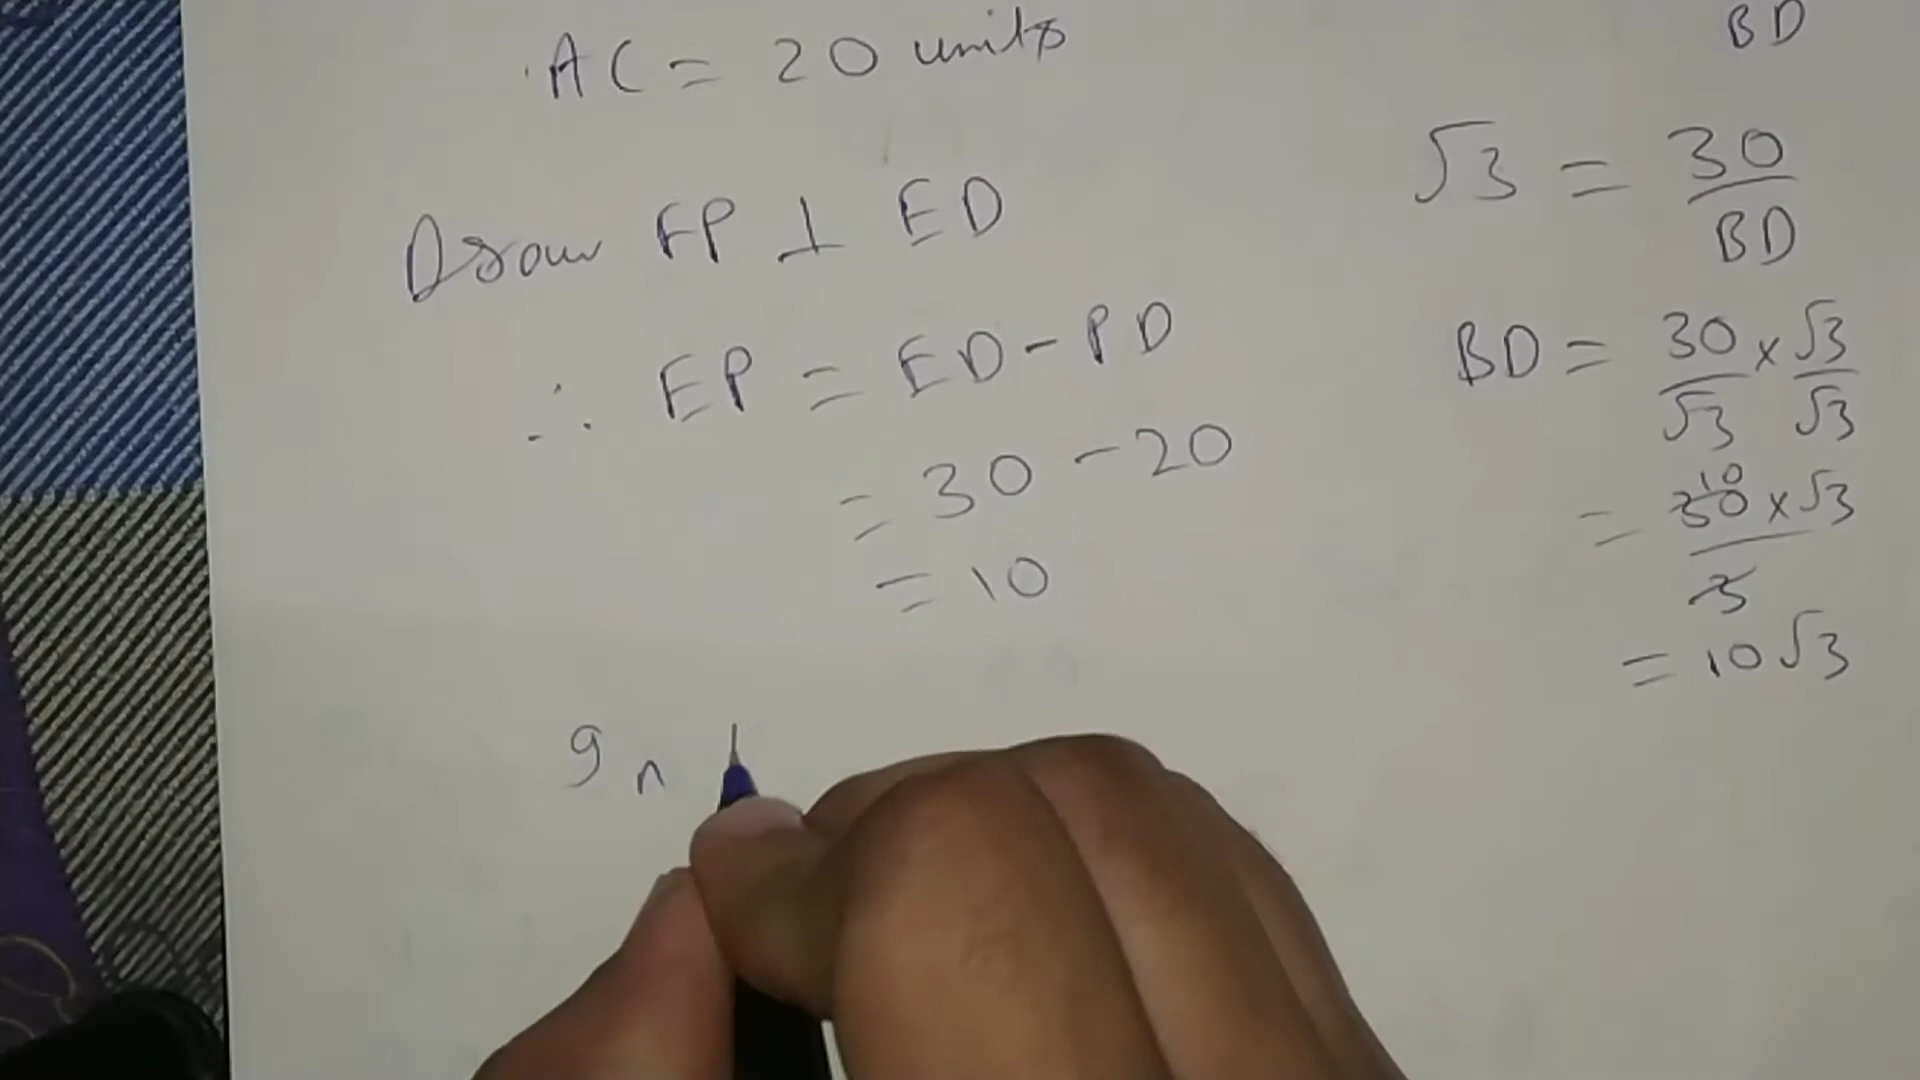 AC = 20 units
Draw FP ⊥ ED
∴ EP = ED - PD
= 30 - 20
= 10
In
BD
√3 = 30/BD
BD = 30/√3 × √3/√3
= 30 10 × √3 / 3
= 10√3